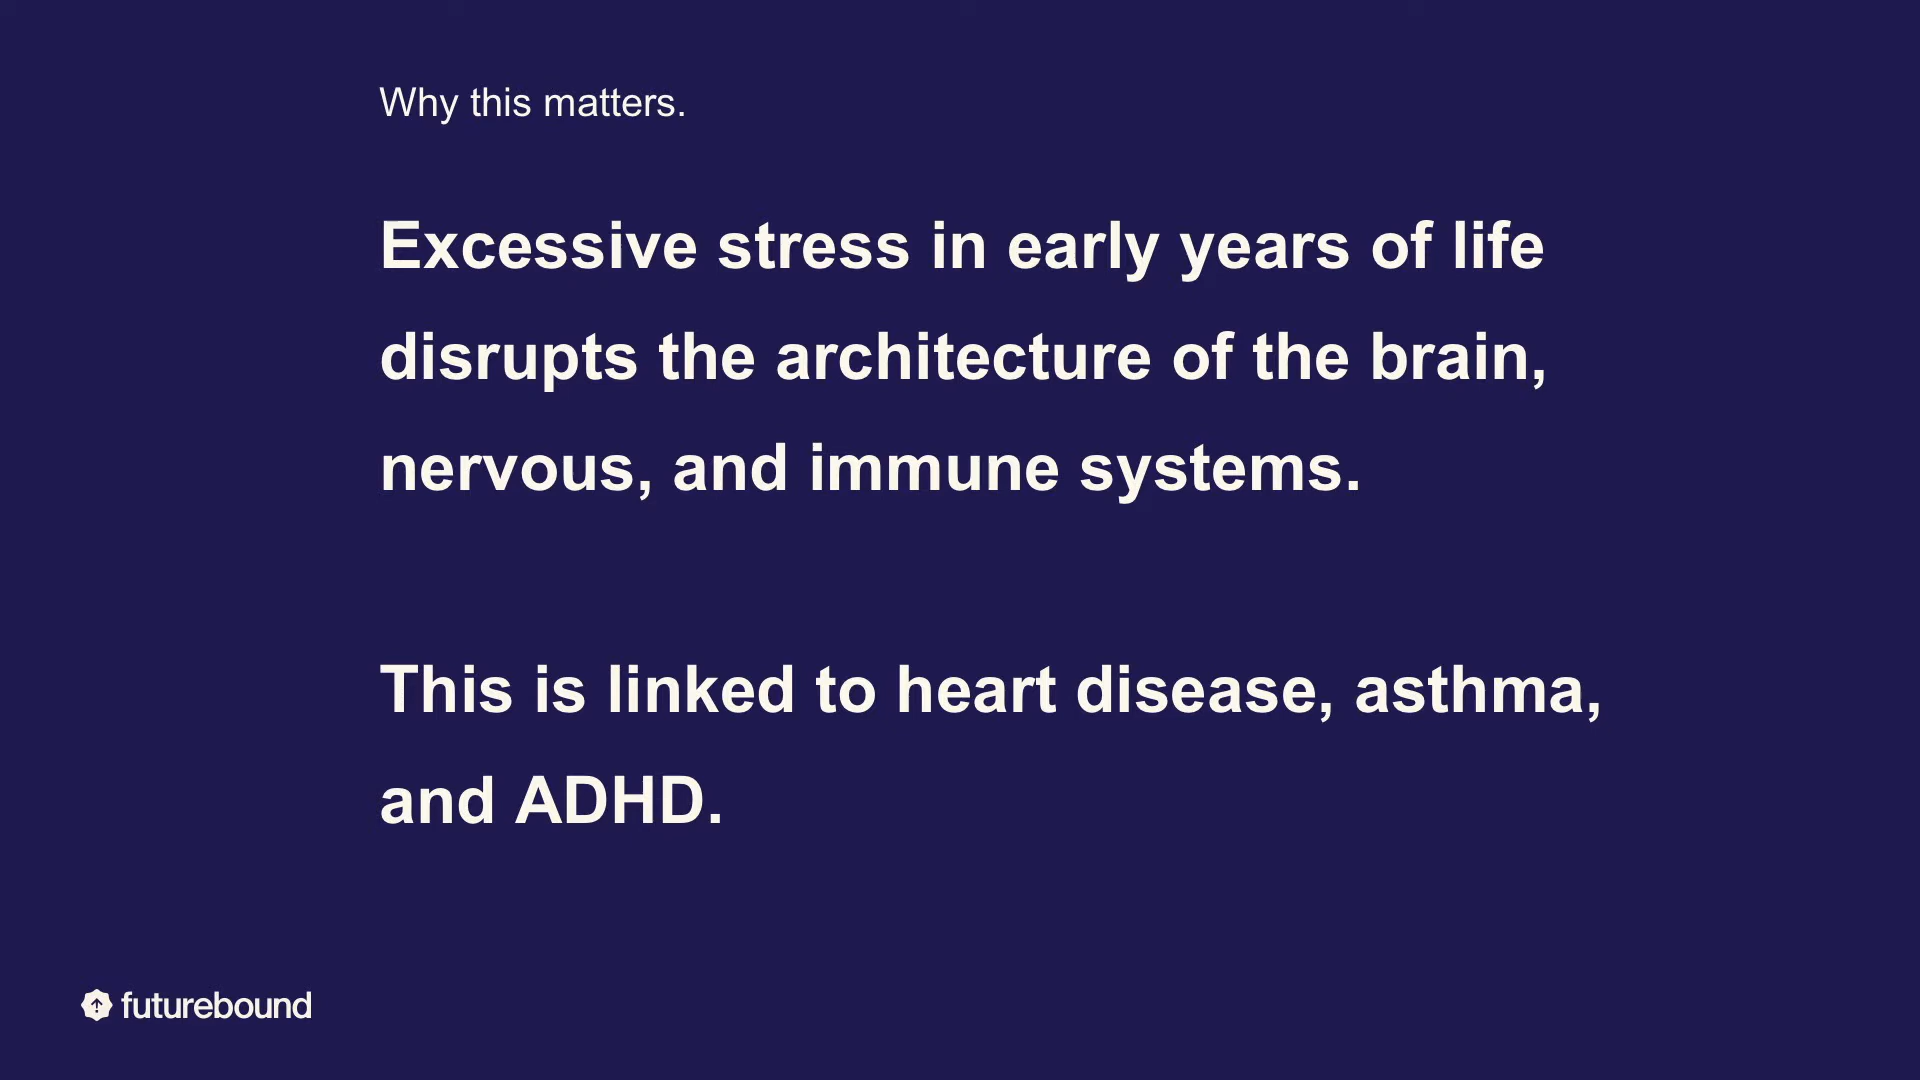 Why this matters.
Excessive stress in early years of life
disrupts the architecture of the brain,
nervous, and immune systems.
This is linked to heart disease, asthma,
and ADHD.
futurebound